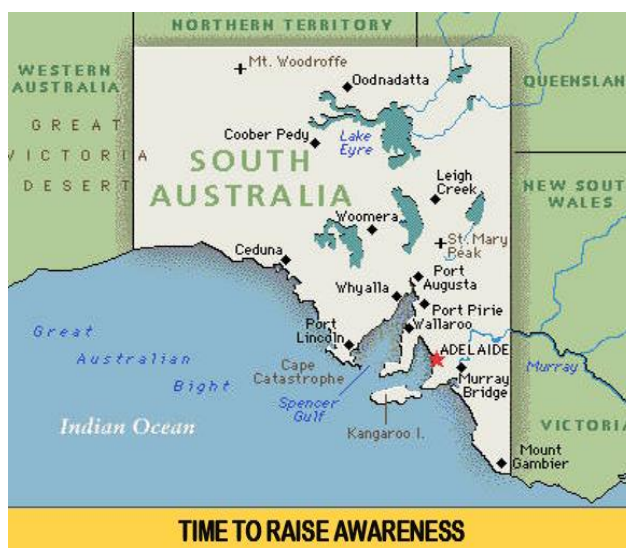 NORTHERN TERRITORY
WESTERN
AUSTRALIA
Mt. Woodroffe
Oodnadatta
QUEENSLAN
GREAT
VICTORIA
DESERT
Coober Pedy
Lake
Eyre
SOUTH
AUSTRALIA
Leigh
Creek
NEW SOUT
WALES
Woomera
St. Mary
Peak
Ceduna
Port
Augusta
Whyalla
Port Pirie
Wallaroo
Port
Lincoln
ADELAIDE
Great
Australian
Bight
Cape
Catastrophe
Murray
Murray
Bridge
Spencer
Gulf
Indian Ocean
Kangaroo I.
VICTORIA
Mount
Gambier
TIME TO RAISE AWARENESS